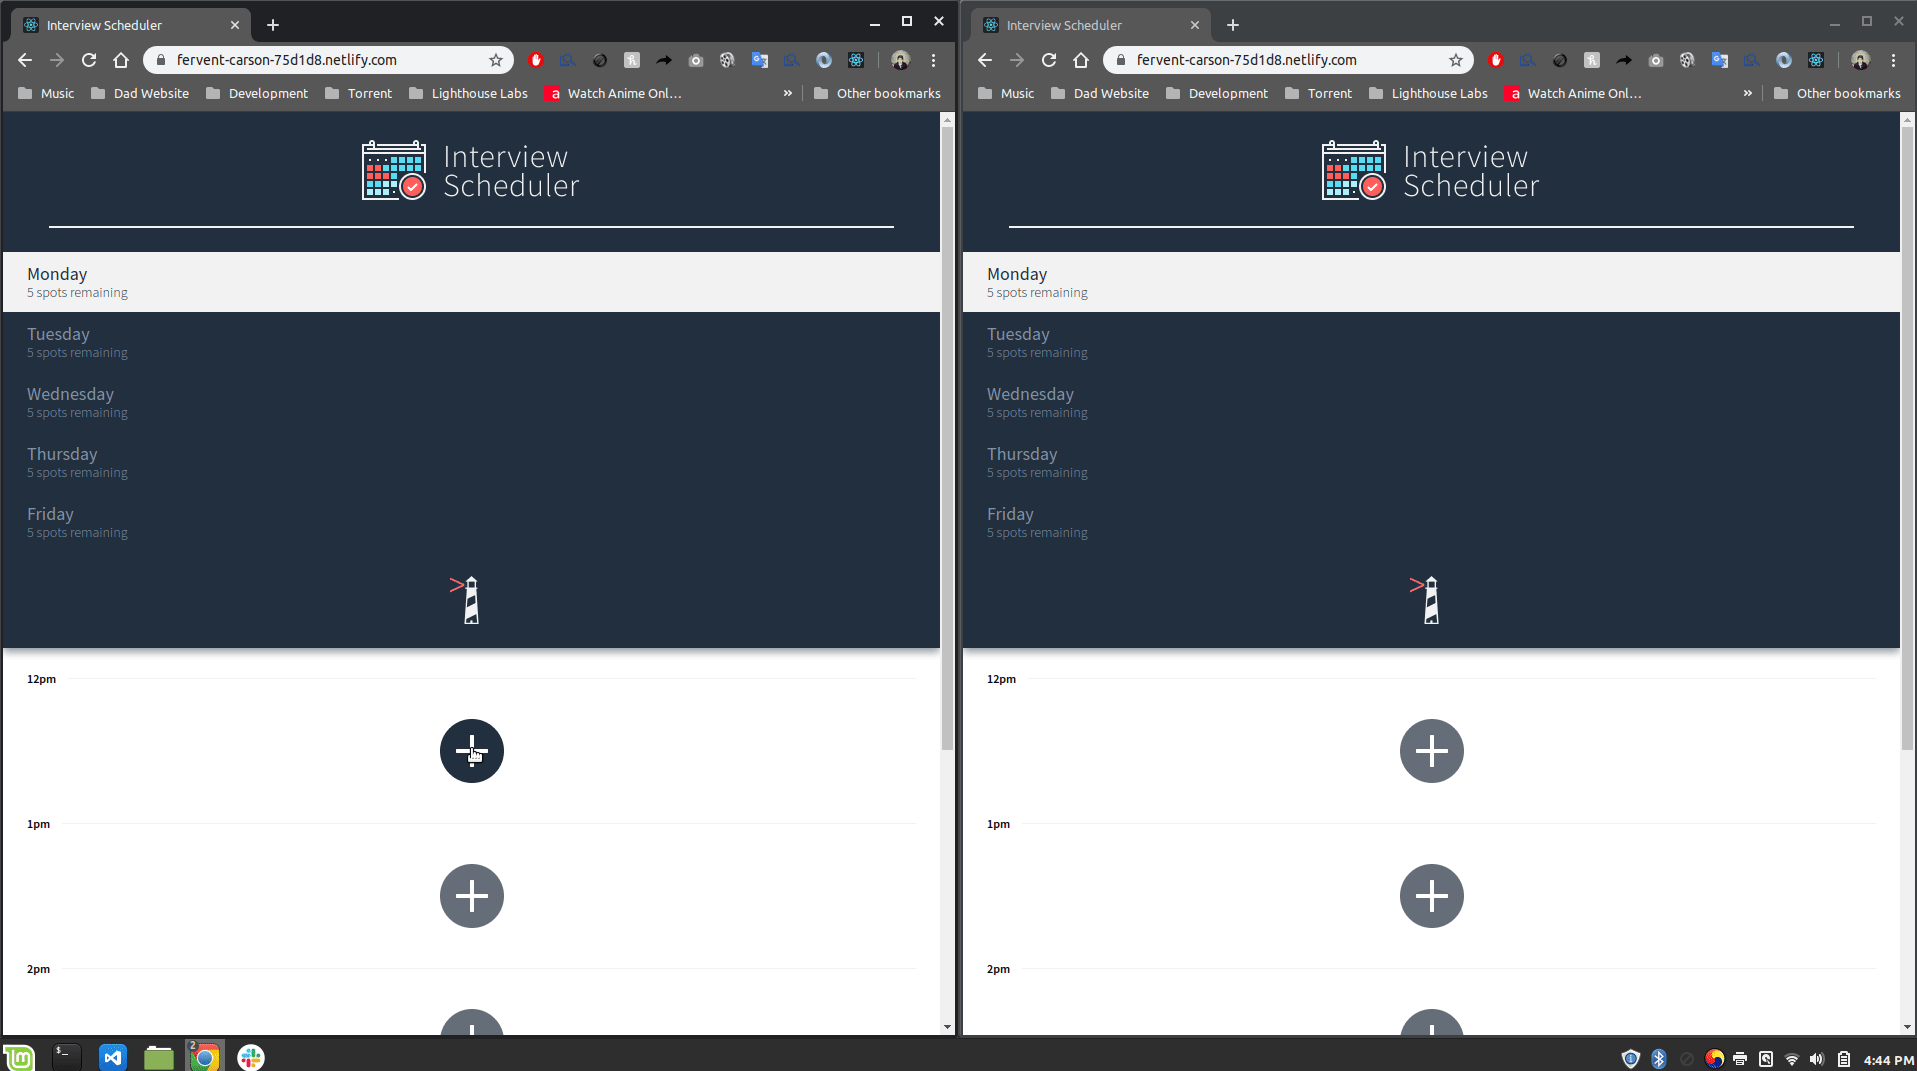 Interview Scheduler
fervent-carson-75d1d8.netlify.com
Music Dad Website Development Torrent Lighthouse Labs a Watch Anime Onl... » Other bookmarks
Interview
Scheduler
Monday
5 spots remaining
Tuesday
5 spots remaining
Wednesday
5 spots remaining
Thursday
5 spots remaining
Friday
5 spots remaining
12pm
1pm
2pm
Interview Scheduler
fervent-carson-75d1d8.netlify.com
Music Dad Website Development Torrent Lighthouse Labs a Watch Anime Onl... » Other bookmarks
Interview
Scheduler
Monday
5 spots remaining
Tuesday
5 spots remaining
Wednesday
5 spots remaining
Thursday
5 spots remaining
Friday
5 spots remaining
12pm
1pm
2pm
2
4:44 PM